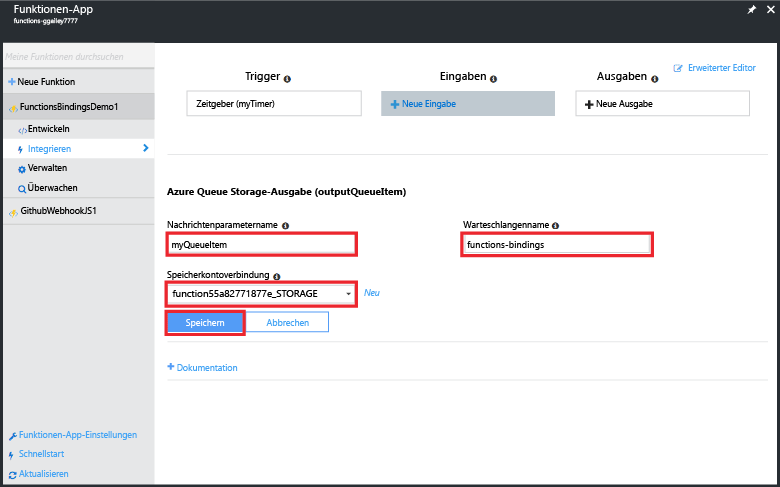 Funktionen-App
functions-ggailey7777
Meine Funktionen durchsuchen
Neue Funktion
FunctionsBindingsDemo1
Entwickeln
Integrieren
Verwalten
Überwachen
GithubWebhookJS1
Funktionen-App-Einstellungen
Schnellstart
Aktualisieren
Erweiterter Editor
Trigger
Eingaben
Ausgaben
Zeitgeber (myTimer)
Neue Eingabe
Neue Ausgabe
Azure Queue Storage-Ausgabe (outputQueueItem)
Nachrichtenparametername
Warteschlangenname
myQueueItem
functions-bindings
Speicherkontoverbindung
function55a82771877e_STORAGE
Neu
Speichern
Abbrechen
Dokumentation